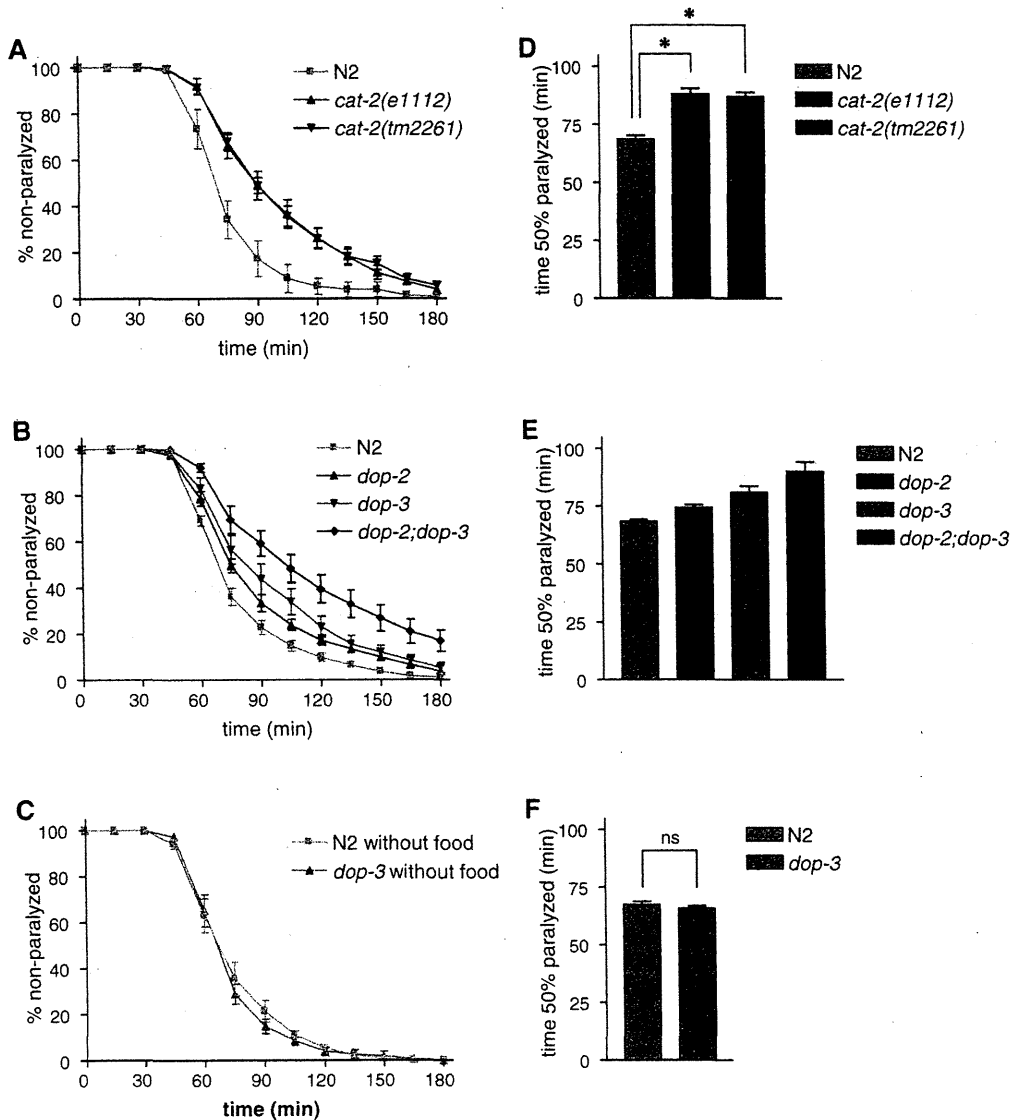 A
% non-paralyzed
100
80
60
40
20
0
0 30 60 90 120 150 180
time (min)
N2
cat-2(e1112)
cat-2(tm2261)
D
time 50% paralyzed (min)
100
75
50
25
0
*
*
N2
cat-2(e1112)
cat-2(tm2261)
B
% non-paralyzed
100
80
60
40
20
0
0 30 60 90 120 150 180
time (min)
N2
dop-2
dop-3
dop-2;dop-3
E
time 50% paralyzed (min)
100
75
50
25
0
N2
dop-2
dop-3
dop-2;dop-3
C
% non-paralyzed
100
80
60
40
20
0
0 30 60 90 120 150 180
time (min)
N2 without food
dop-3 without food
F
time 50% paralyzed (min)
100
75
50
25
0
ns
N2
dop-3